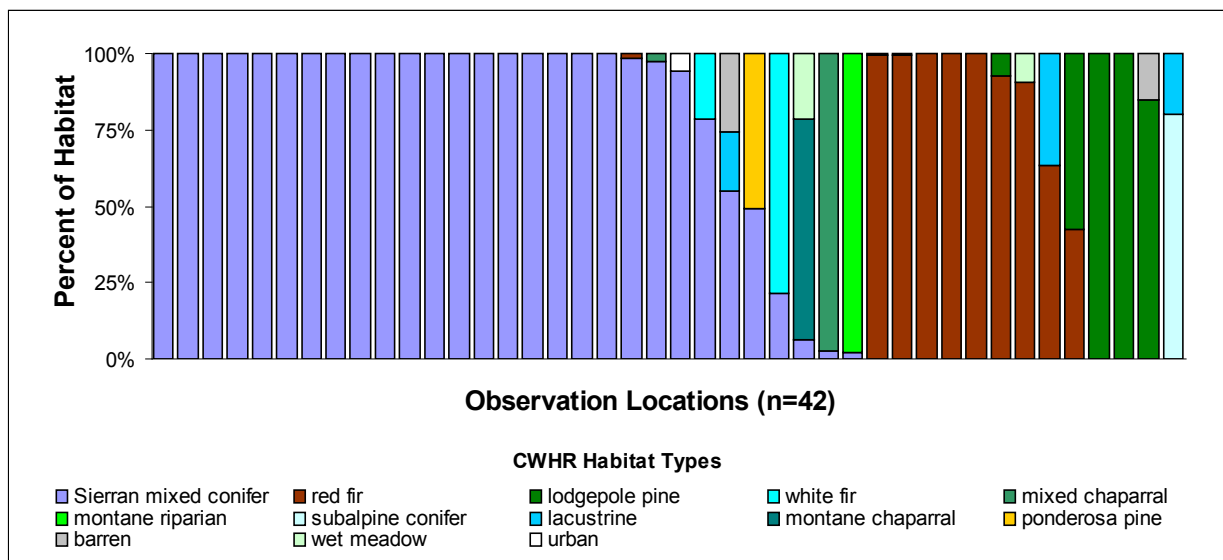 100%
75%
50%
25%
0%
Percent of Habitat
Observation Locations (n=42)
CWHR Habitat Types
Sierran mixed conifer red fir lodgepole pine white fir mixed chaparral
montane riparian subalpine conifer lacustrine montane chaparral ponderosa pine
barren wet meadow urban